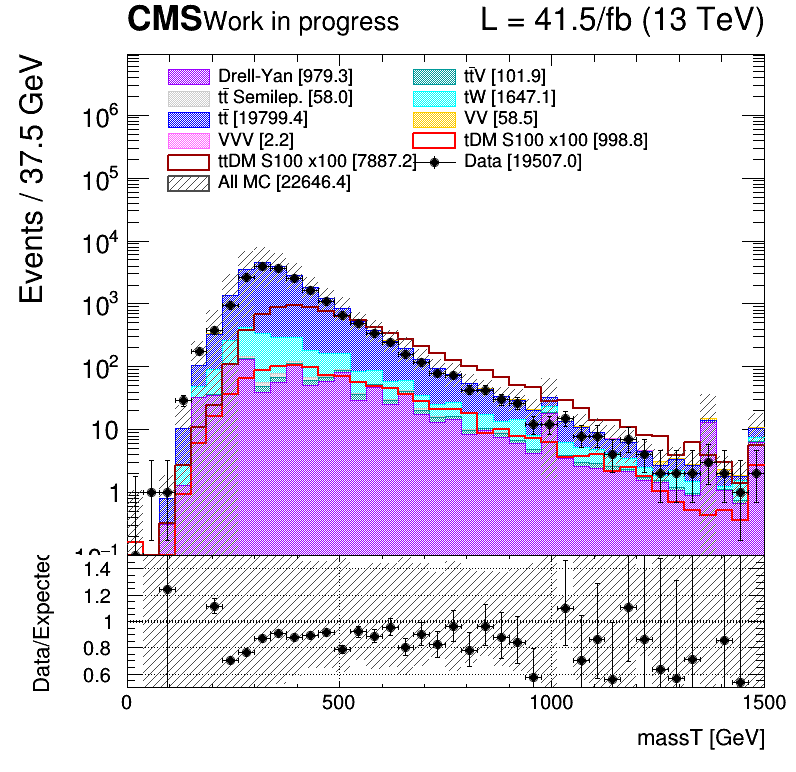 CMS Work in progress L = 41.5/fb (13 TeV)
Events / 37.5 GeV
Drell-Yan [979.3] tt̄V [101.9]
tt̄ Semilep. [58.0] tW [1647.1]
tt̄ [19799.4] VV [58.5]
VVV [2.2] tDM S100 x100 [998.8]
ttDM S100 x100 [7887.2] Data [19507.0]
All MC [22646.4]
10⁶
10⁵
10⁴
10³
10²
10
1
10⁻¹
Data/Expected
1.4
1.2
1
0.8
0.6
0 500 1000 1500
massT [GeV]